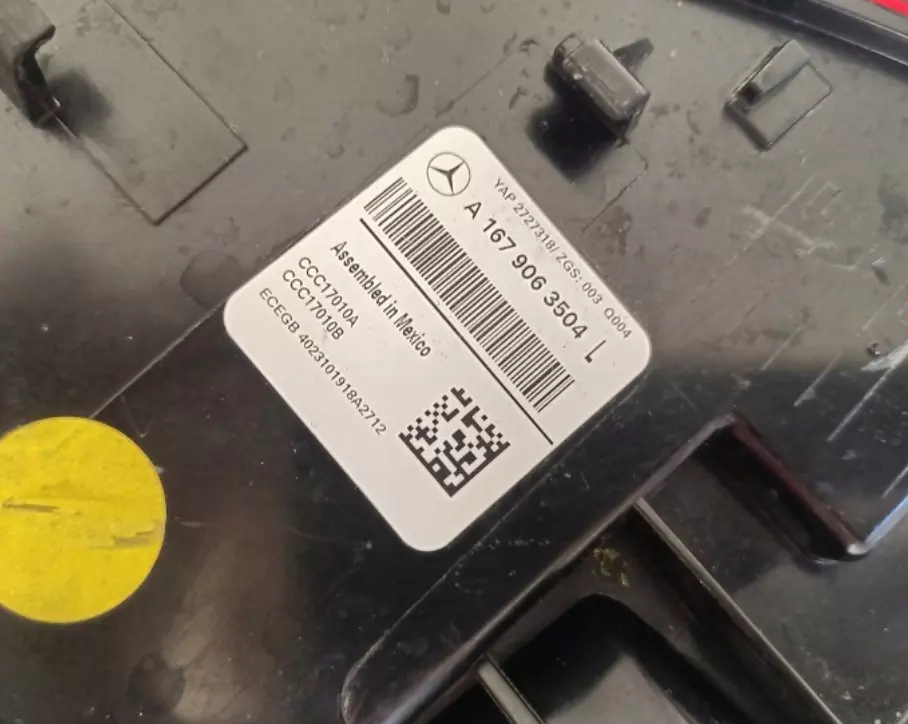 YAP 2727318/ ZGS: 003 Q004
A 167 906 3504 L
Assembled in Mexico
CCC17010A
CCC17010B
ECEGB 4023101918A2712